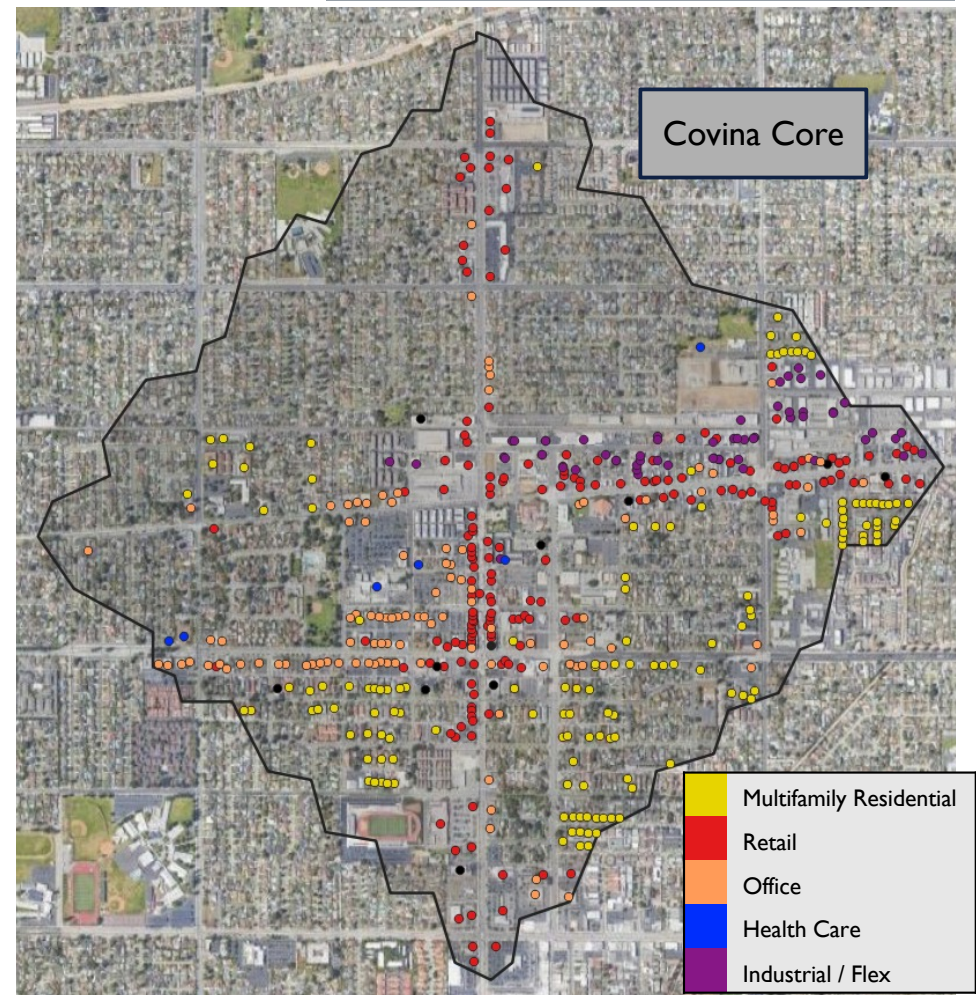 Covina Core
Multifamily Residential
Retail
Office
Health Care
Industrial / Flex